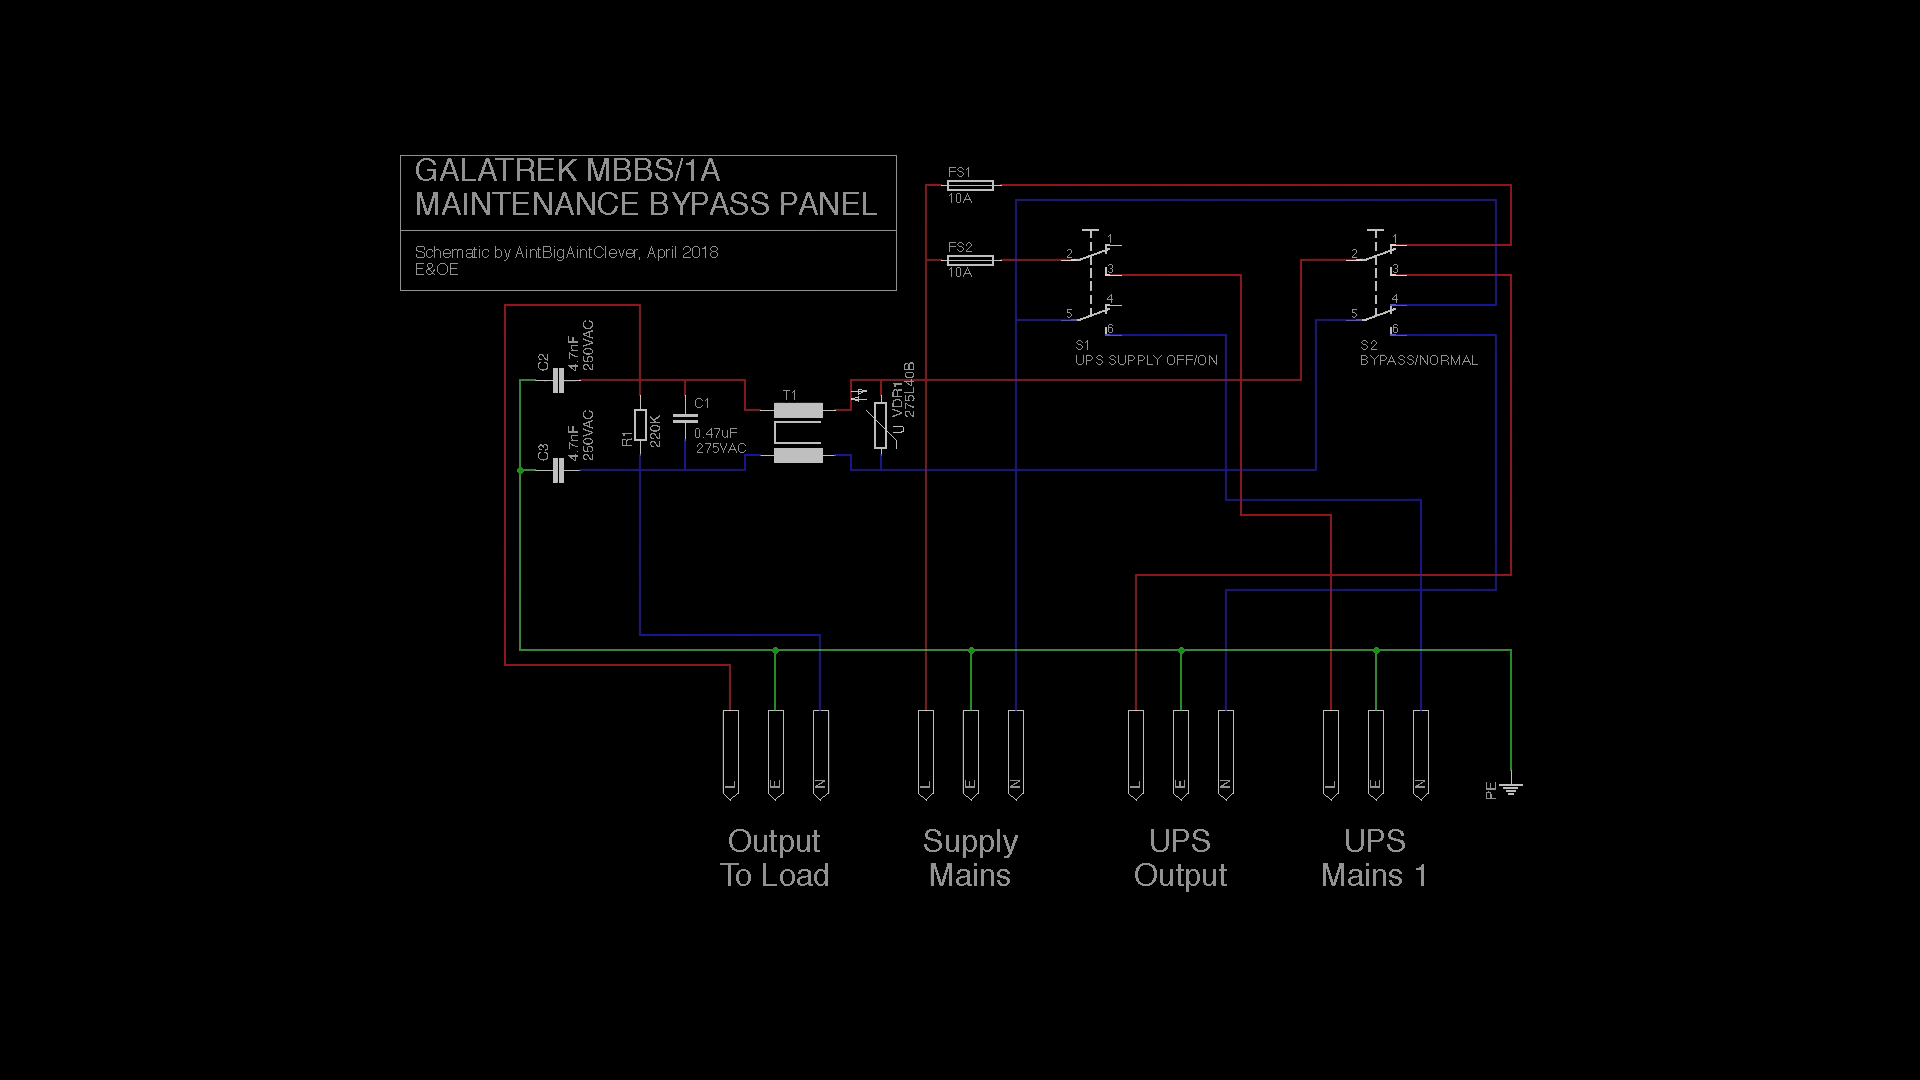 GALATREK MBBS/1A
MAINTENANCE BYPASS PANEL
Schematic by AintBigAintClever, April 2018
E&OE
FS1
10A
FS2
10A
1
2
3
4
5
6
S1
UPS SUPPLY OFF/ON
1
2
3
4
5
6
S2
BYPASS/NORMAL
C2
4.7nF
250VAC
C3
4.7nF
250VAC
R1
220K
C1
0.47uF
275VAC
T1
U
VDR1
275L40B
L
E
N
L
E
N
L
E
N
L
E
N
PE
Output
To Load
Supply
Mains
UPS
Output
UPS
Mains 1